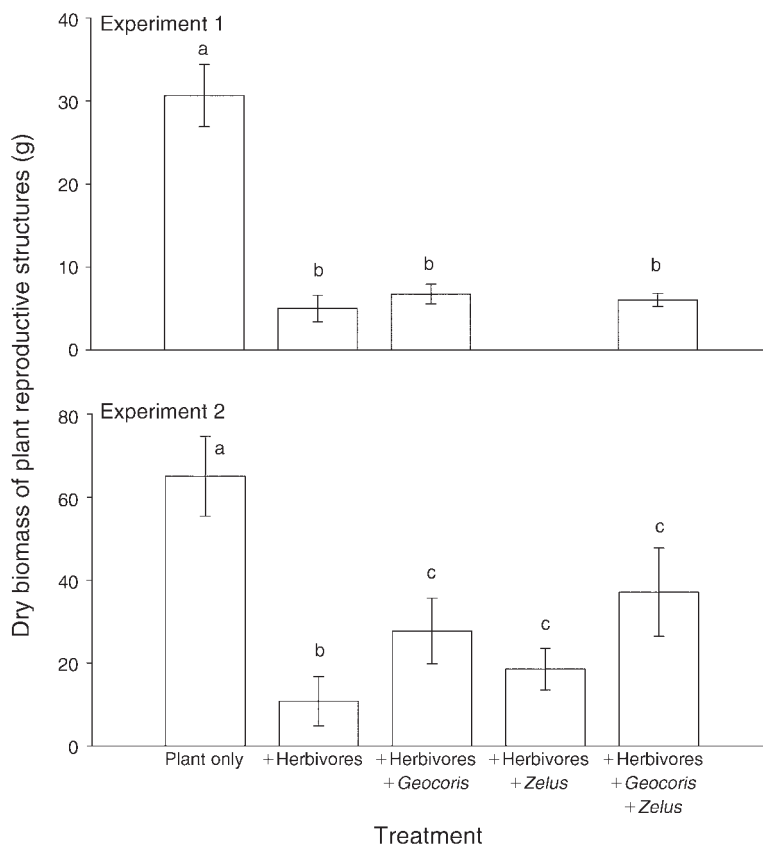 Dry biomass of plant reproductive structures (g)
Experiment 1
40
30
20
10
0
a
b
b
b
Experiment 2
80
60
40
20
0
a
b
c
c
c
Plant only
+Herbivores
+Herbivores
+Geocoris
+Herbivores
+Zelus
+Herbivores
+Geocoris
+Zelus
Treatment